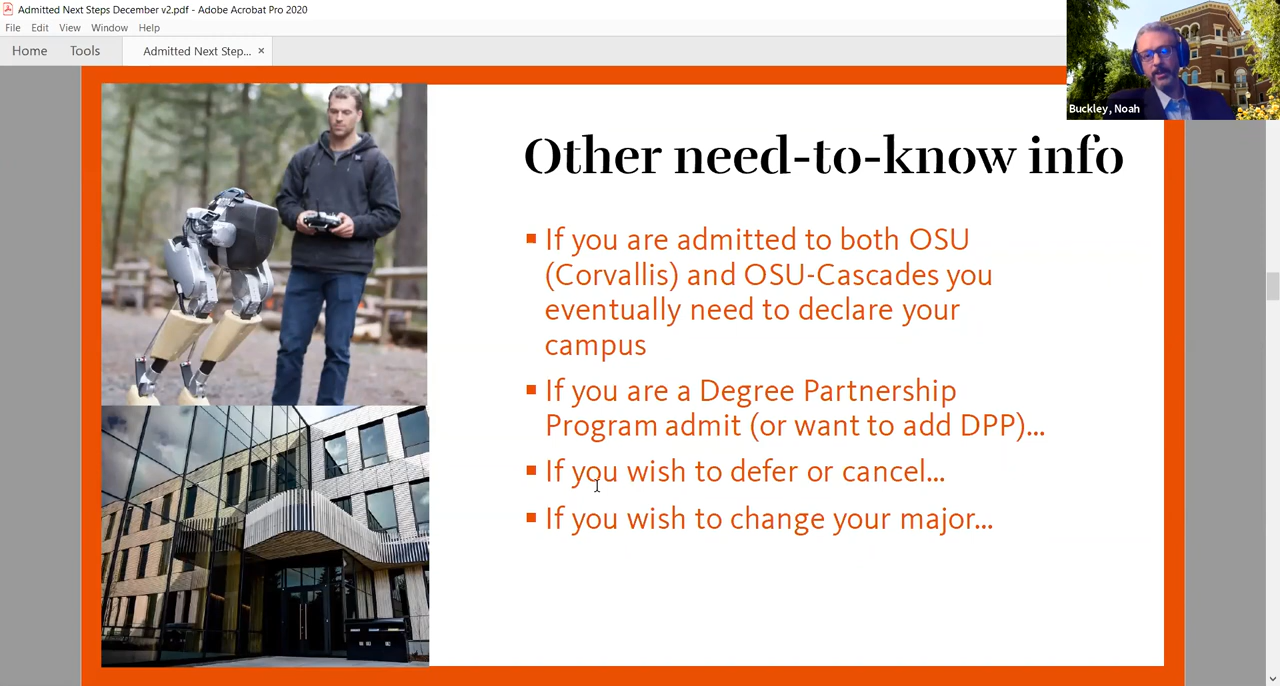 Admitted Next Steps December v2.pdf - Adobe Acrobat Pro 2020
File Edit View Window Help
Home Tools Admitted Next Step... ×
Buckley, Noah
Other need-to-know info
▪ If you are admitted to both OSU
(Corvallis) and OSU-Cascades you
eventually need to declare your
campus
▪ If you are a Degree Partnership
Program admit (or want to add DPP)...
▪ If you wish to defer or cancel...
▪ If you wish to change your major...